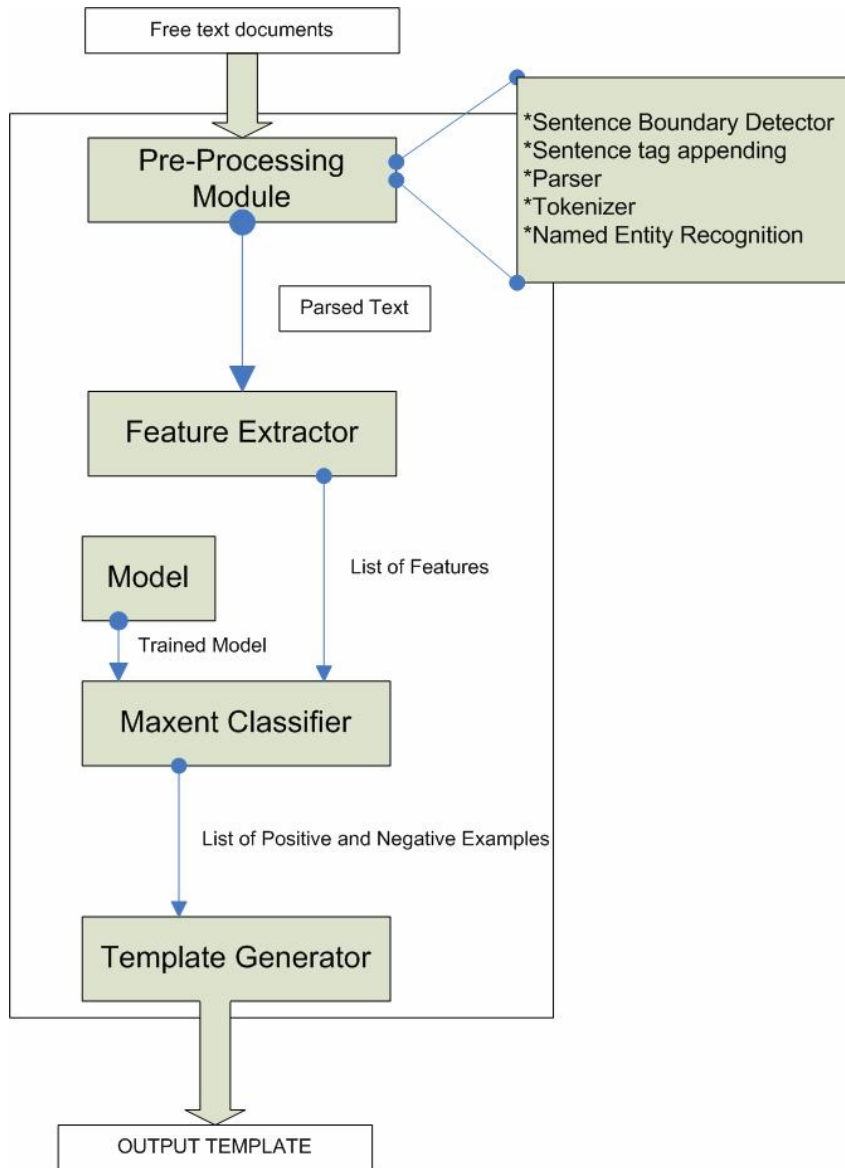 Free text documents
Pre-Processing
Module
*Sentence Boundary Detector
*Sentence tag appending
*Parser
*Tokenizer
*Named Entity Recognition
Parsed Text
Feature Extractor
List of Features
Model
Trained Model
Maxent Classifier
List of Positive and Negative Examples
Template Generator
OUTPUT TEMPLATE